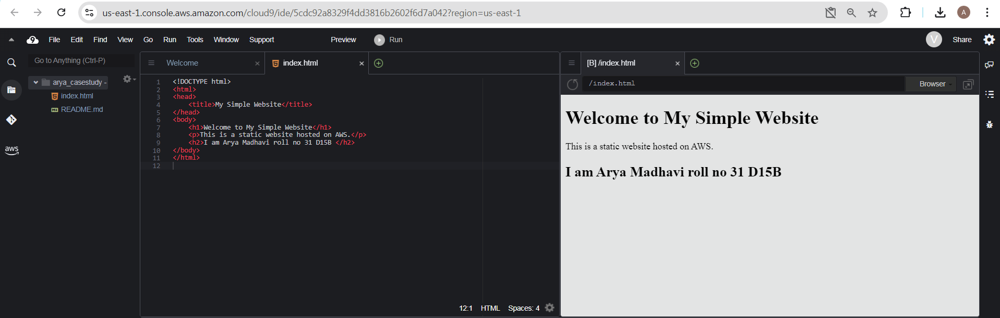 us-east-1.console.aws.amazon.com/cloud9/ide/5cdc92a8329f4dd3816b2602f6d7a042?region=us-east-1
A
9 File Edit Find View Go Run Tools Window Support Preview Run V Share
Go to Anything (Ctrl-P)
Welcome
index.html
[B] /index.html
arya_casestudy -
index.html
README.md
aws
1 <!DOCTYPE html>
2 <html>
3 <head>
4 <title>My Simple Website</title>
5 </head>
6 <body>
7 <h1>Welcome to My Simple Website</h1>
8 <p>This is a static website hosted on AWS.</p>
9 <h2>I am Arya Madhavi roll no 31 D15B </h2>
10 </body>
11 </html>
12
12:1 HTML Spaces: 4
/index.html Browser
Welcome to My Simple Website
This is a static website hosted on AWS.
I am Arya Madhavi roll no 31 D15B